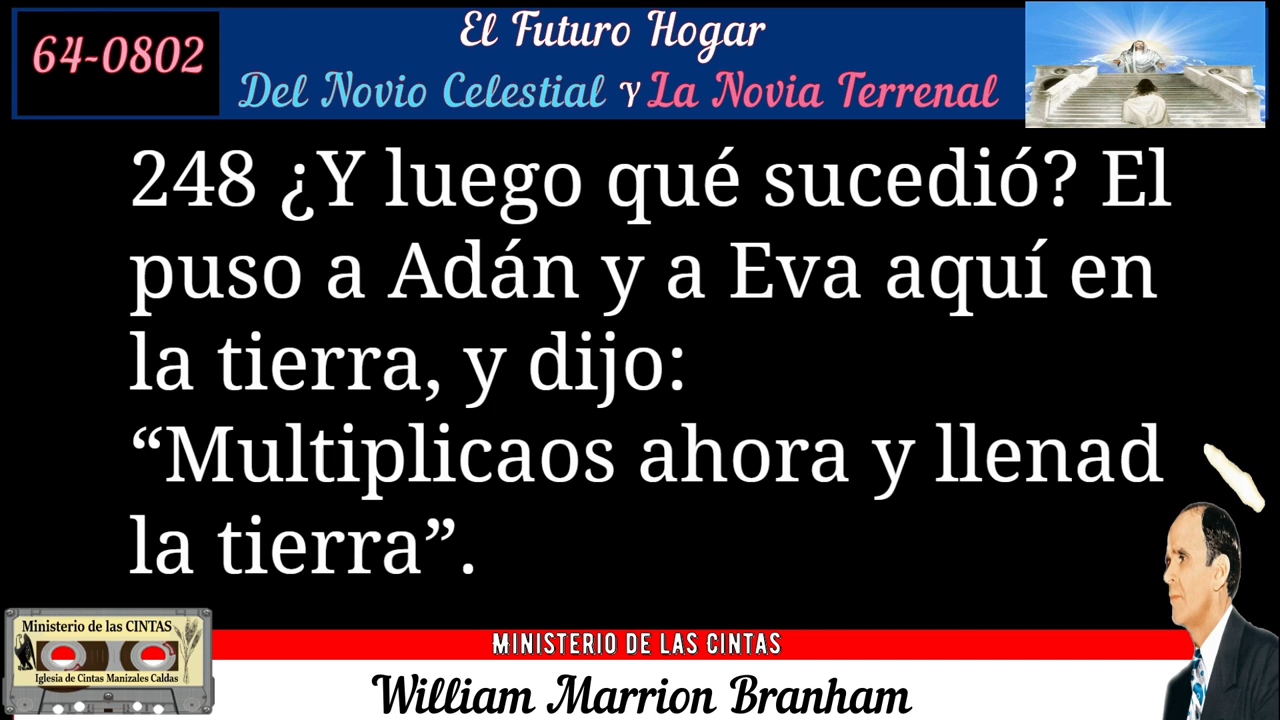 64-0802
El Futuro Hogar
Del Novio Celestial Y La Novia Terrenal
248 ¿Y luego qué sucedió? El
puso a Adán y a Eva aquí en
la tierra, y dijo:
“Multiplicaos ahora y llenad
la tierra”.
Ministerio de las CINTAS
Iglesia de Cintas Manizales Caldas
MINISTERIO DE LAS CINTAS
William Marrion Branham